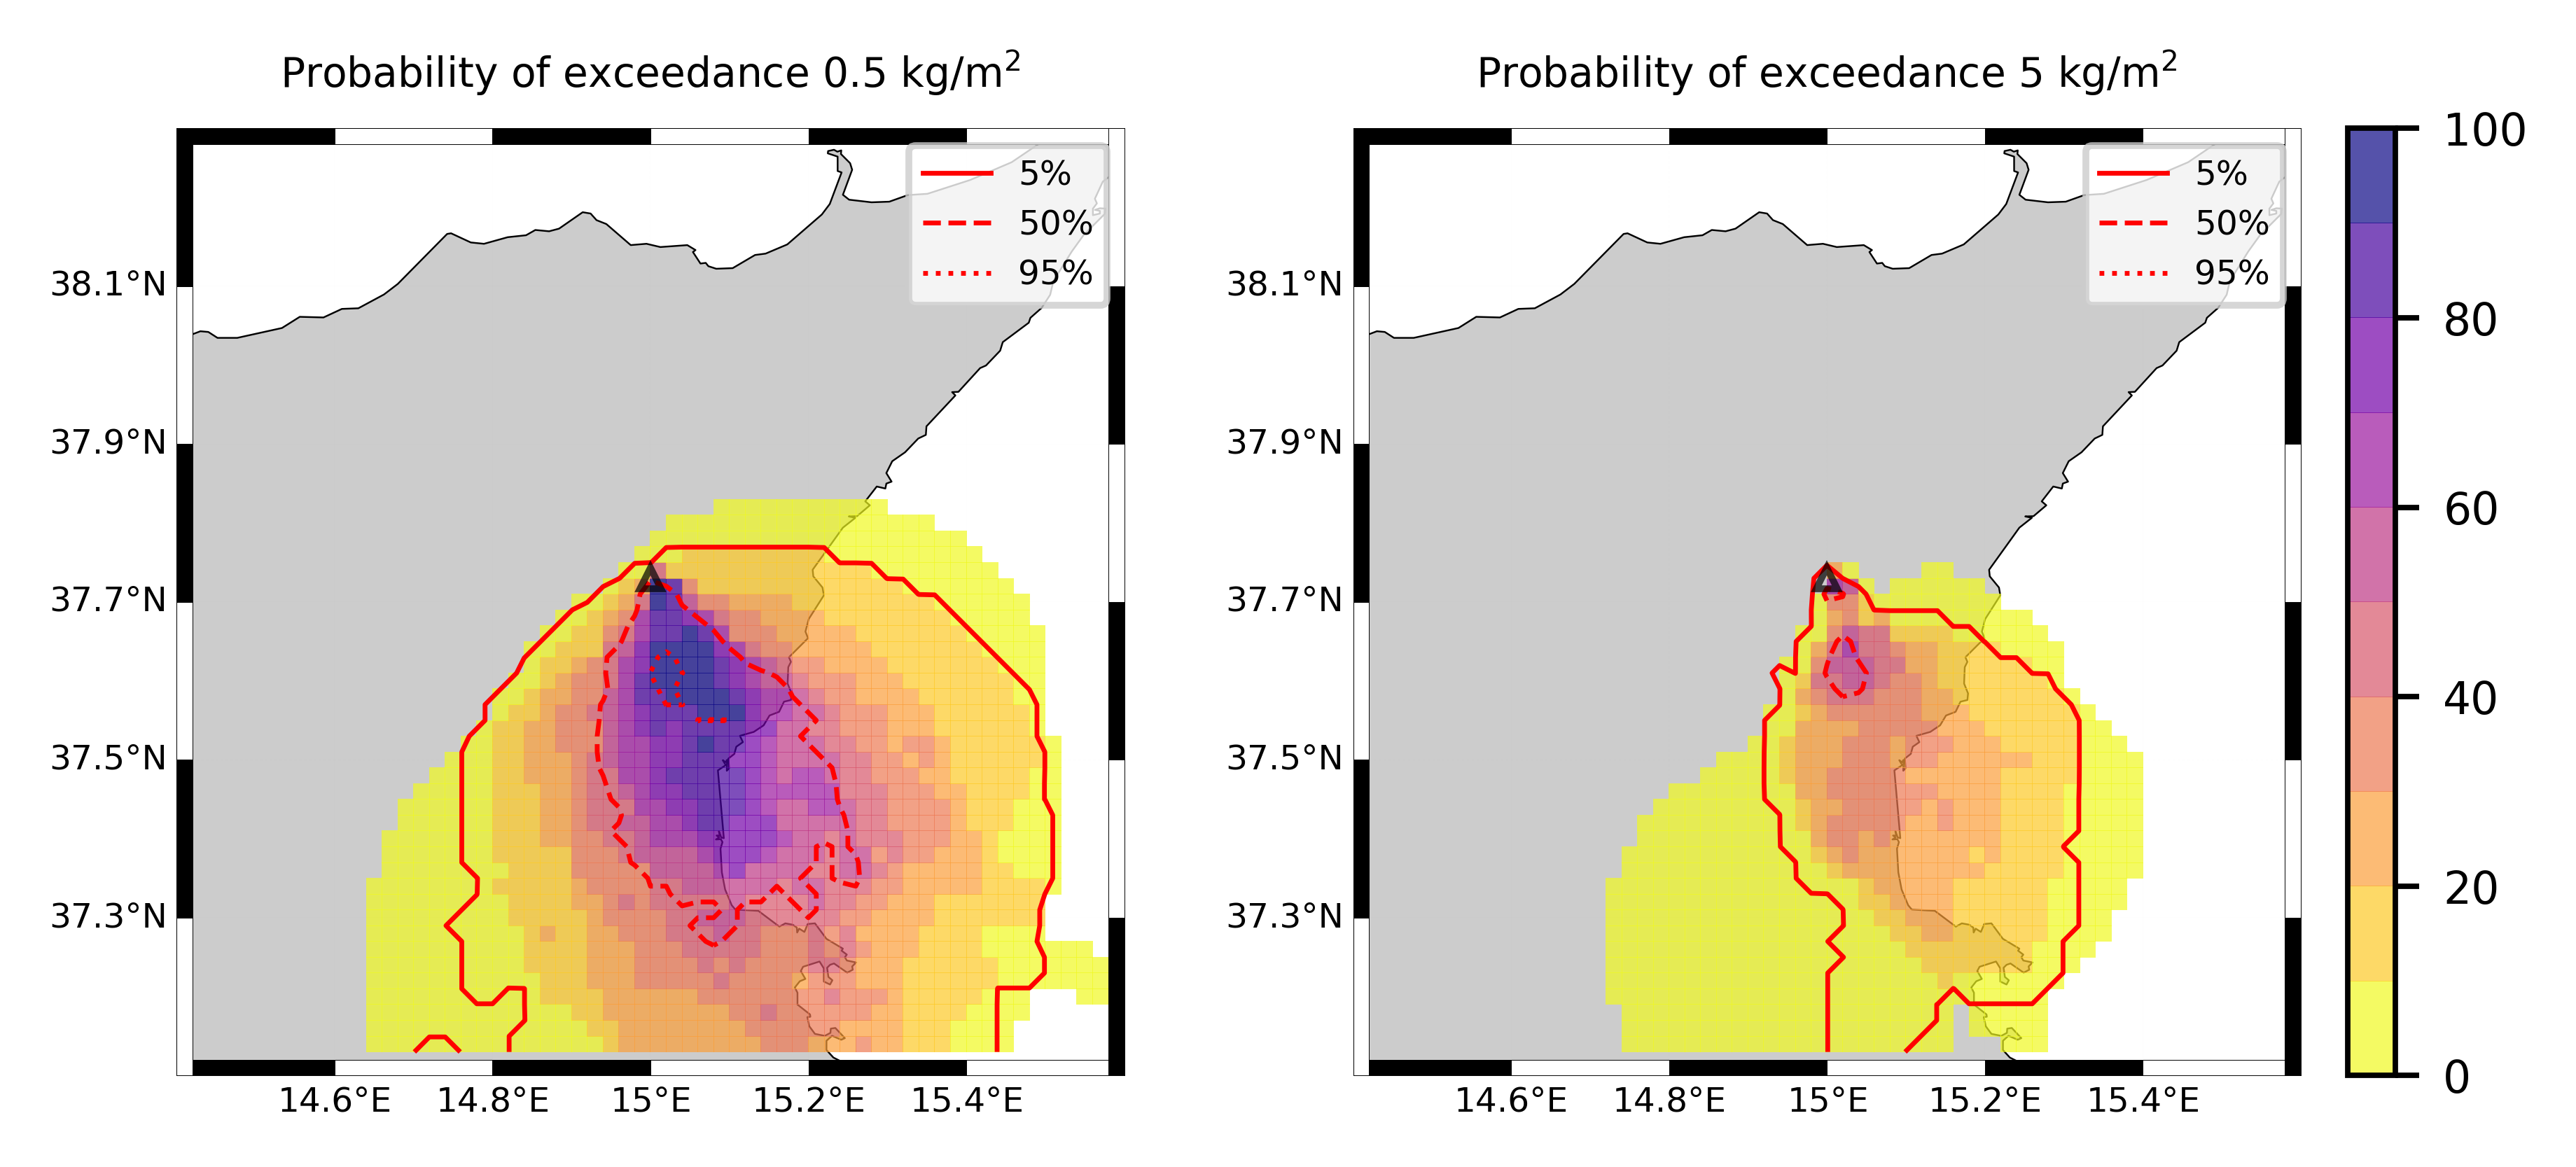 Probability of exceedance 0.5 kg/m²
Probability of exceedance 5 kg/m²
5%
50%
95%
5%
50%
95%
38.1°N
37.9°N
37.7°N
37.5°N
37.3°N
14.6°E
14.8°E
15°E
15.2°E
15.4°E
38.1°N
37.9°N
37.7°N
37.5°N
37.3°N
14.6°E
14.8°E
15°E
15.2°E
15.4°E
100
80
60
40
20
0